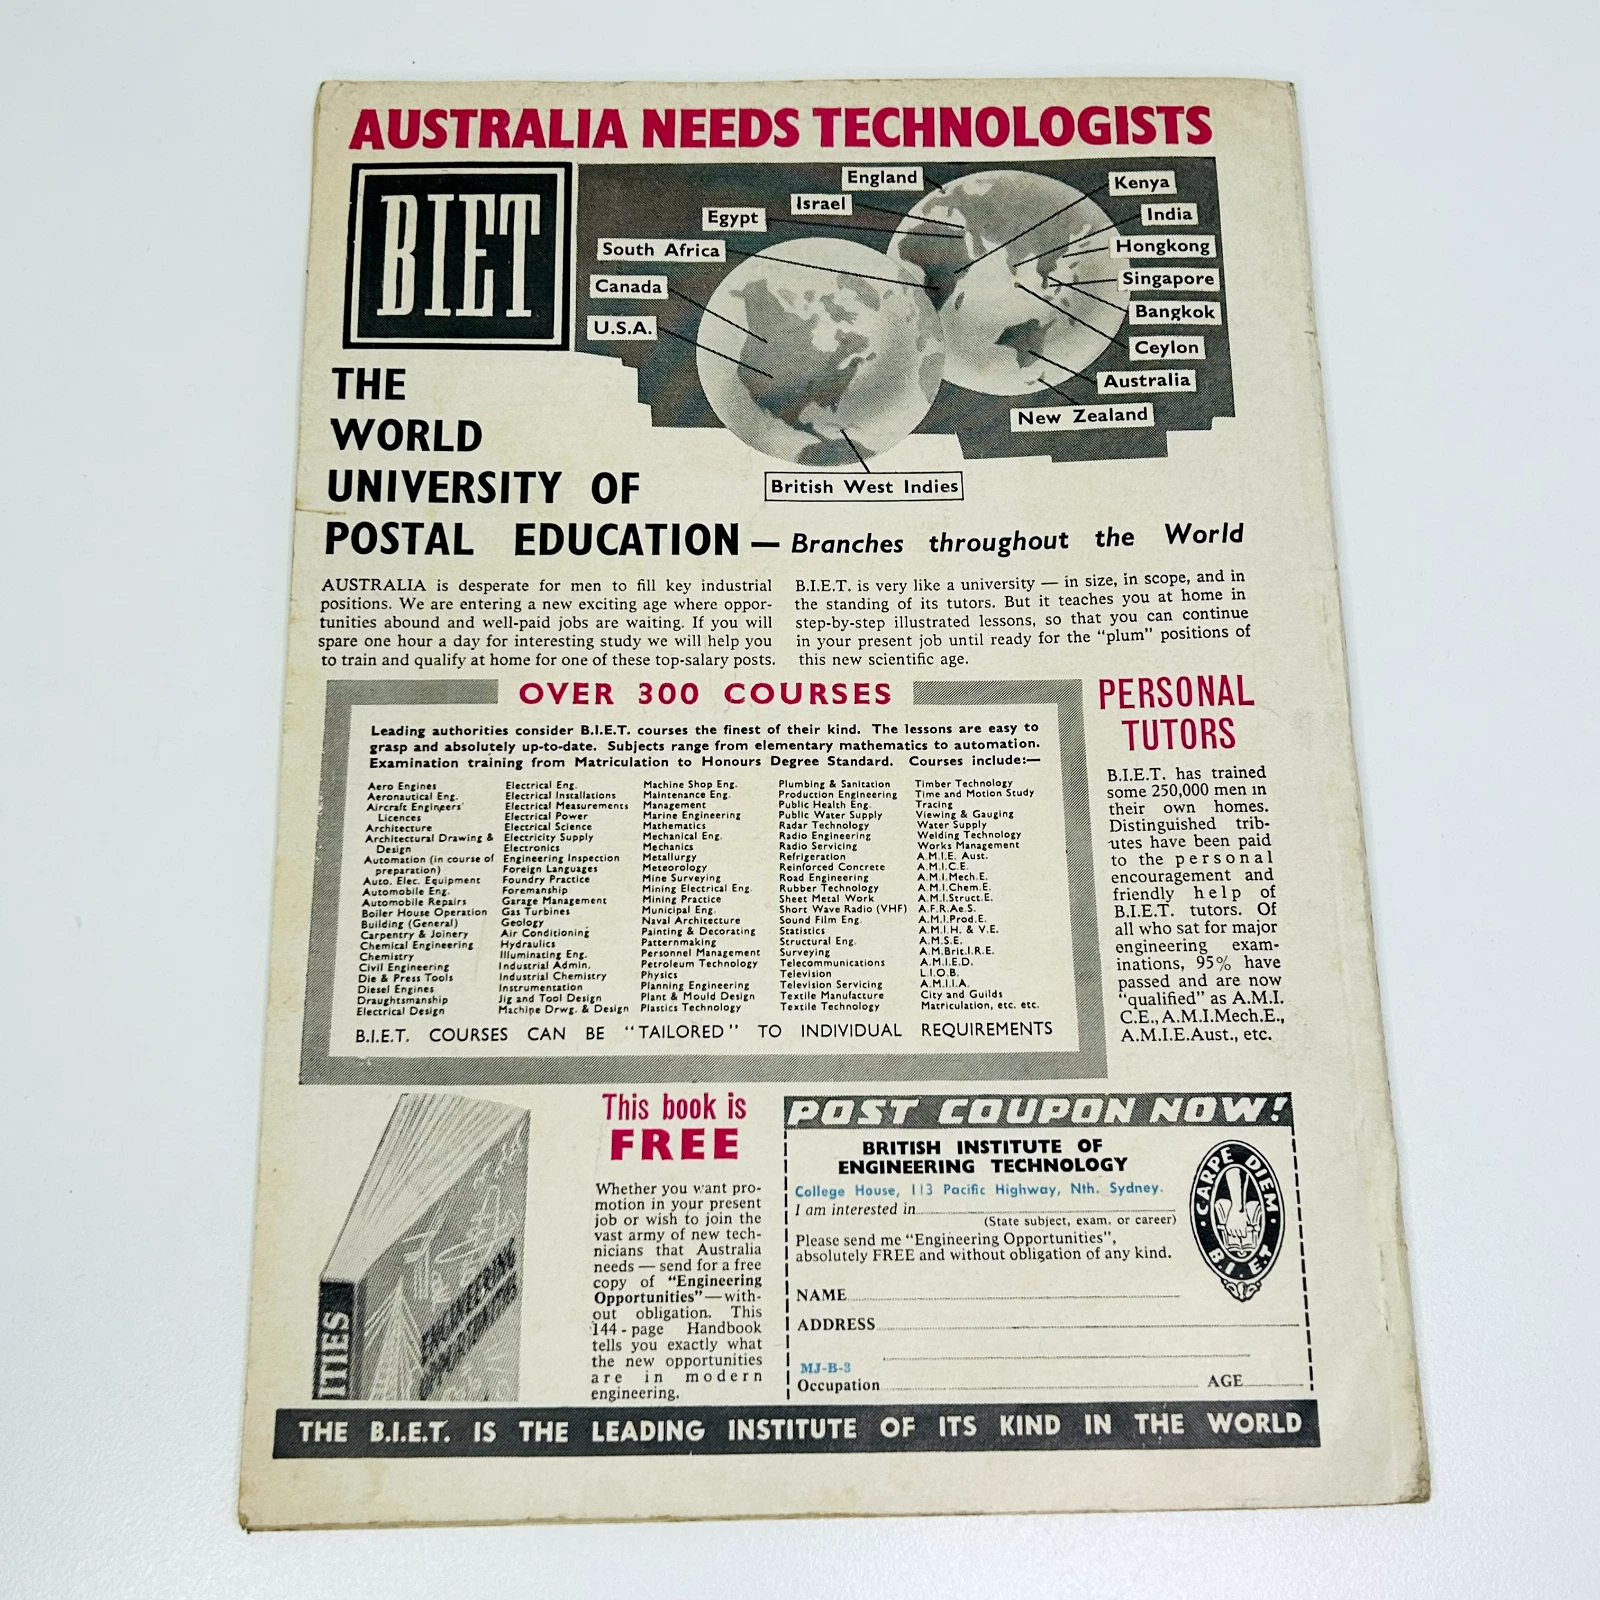 AUSTRALIA NEEDS TECHNOLOGISTS
BIET
England
Israel
Egypt
South Africa
Canada
U.S.A.
Kenya
India
Hongkong
Singapore
Bangkok
Ceylon
Australia
New Zealand
British West Indies
THE
WORLD
UNIVERSITY OF
POSTAL EDUCATION — Branches throughout the World
AUSTRALIA is desperate for men to fill key industrial
positions. We are entering a new exciting age where oppor-
tunities abound and well-paid jobs are waiting. If you will
spare one hour a day for interesting study we will help you
to train and qualify at home for one of these top-salary posts.
B.I.E.T. is very like a university — in size, in scope, and in
the standing of its tutors. But it teaches you at home in
step-by-step illustrated lessons, so that you can continue
in your present job until ready for the "plum" positions of
this new scientific age.
OVER 300 COURSES
Leading authorities consider B.I.E.T. courses the finest of their kind. The lessons are easy to
grasp and absolutely up-to-date. Subjects range from elementary mathematics to automation.
Examination training from Matriculation to Honours Degree Standard. Courses include:—
Aero Engines
Aeronautical Eng.
Aircraft Engineers'
Licences
Architecture
Architectural Drawing &
Design
Automation (in course of
preparation)
Auto. Elec. Equipment
Automobile Eng.
Automobile Repairs
Boiler House Operation
Building (General)
Carpentry & Joinery
Chemical Engineering
Chemistry
Civil Engineering
Die & Press Tools
Diesel Engines
Draughtsmanship
Electrical Design
Electrical Eng.
Electrical Installations
Electrical Measurements
Electrical Power
Electrical Science
Electricity Supply
Electronics
Engineering Inspection
Foreign Languages
Foundry Practice
Foremanship
Garage Management
Gas Turbines
Geology
Air Conditioning
Hydraulics
Illuminating Eng.
Industrial Admin.
Industrial Chemistry
Instrumentation
Jig and Tool Design
Machine Drwg. & Design
Machine Shop Eng.
Maintenance Eng.
Management
Marine Engineering
Mathematics
Mechanical Eng.
Mechanics
Metallurgy
Meteorology
Mine Surveying
Mining Electrical Eng.
Mining Practice
Municipal Eng.
Naval Architecture
Painting & Decorating
Patternmaking
Personnel Management
Petroleum Technology
Physics
Planning Engineering
Plant & Mould Design
Plastics Technology
Plumbing & Sanitation
Production Engineering
Public Health Eng.
Public Water Supply
Radar Technology
Radio Engineering
Radio Servicing
Refrigeration
Reinforced Concrete
Road Engineering
Rubber Technology
Sheet Metal Work
Short Wave Radio (VHF)
Sound Film Eng.
Statistics
Structural Eng.
Surveying
Telecommunications
Television
Television Servicing
Textile Manufacture
Textile Technology
Timber Technology
Time and Motion Study
Tracing
Viewing & Gauging
Water Supply
Welding Technology
Works Management
A.M.I.E. Aust.
A.M.I.C.E.
A.M.I.Mech.E.
A.M.I.Chem.E.
A.M.I.Struct.E.
A.F.R.Ae.S.
A.M.I.Prod.E.
A.M.I.H. & V.E.
A.M.S.E.
A.M.Brit.I.R.E.
A.M.I.E.D.
L.I.O.B.
A.M.I.I.A.
City and Guilds
Matriculation, etc. etc.
B.I.E.T. COURSES CAN BE "TAILORED" TO INDIVIDUAL REQUIREMENTS
PERSONAL
TUTORS
B.I.E.T. has trained
some 250,000 men in
their own homes.
Distinguished trib-
utes have been paid
to the personal
encouragement and
friendly help of
B.I.E.T. tutors. Of
all who sat for major
engineering exam-
inations, 95% have
passed and are now
"qualified" as A.M.I.
C.E., A.M.I.Mech.E.,
A.M.I.E.Aust., etc.
ITIES
ENGINEERING
OPPORTUNITIES
This book is
FREE
Whether you want pro-
motion in your present
job or wish to join the
vast army of new tech-
nicians that Australia
needs — send for a free
copy of "Engineering
Opportunities" — with-
out obligation. This
144-page Handbook
tells you exactly what
the new opportunities
are in modern
engineering.
POST COUPON NOW!
BRITISH INSTITUTE OF
ENGINEERING TECHNOLOGY
College House, 113 Pacific Highway, Nth. Sydney.
I am interested in
(State subject, exam. or career)
Please send me "Engineering Opportunities",
absolutely FREE and without obligation of any kind.
CARPE DIEM
B.I.E.T.
NAME
ADDRESS
MJ-B-3
Occupation AGE
THE B.I.E.T. IS THE LEADING INSTITUTE OF ITS KIND IN THE WORLD